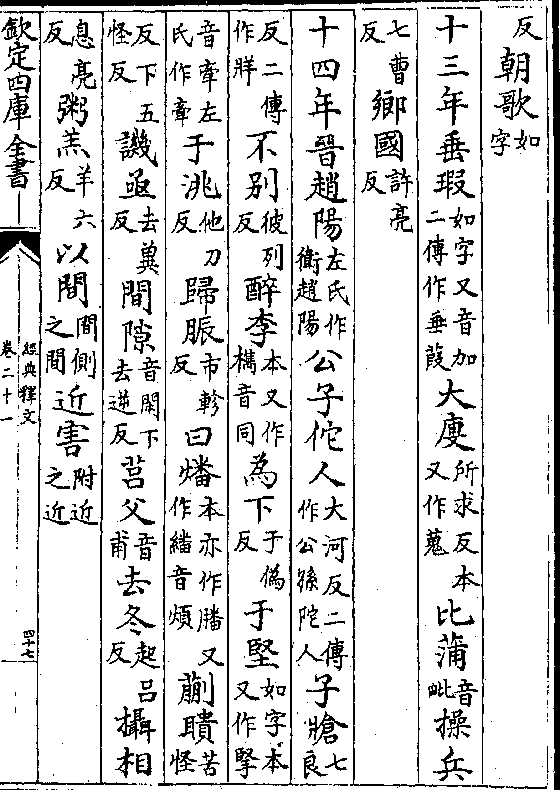 反朝歌如字
十三年垂瑕如字又音加二傳作垂葭大廋所求反本又作蒐比蒲音毗操兵
七曹反鄉國許亮反
十四年晉趙陽左氏作衛趙陽公子佗人大河反二傳作公孫陀人子牄七良
反二傳作牂不别彼列反醉李本又作檇音同為下于偽反于堅如字本又作掔
音牽左氏作牽于洮他刀反歸脤市軫反曰燔本亦作膰又作繙音煩蒯聵苦怪
反下五怪反譏亟去冀反間隙音閑下去逆反莒父音甫去冬起呂反攝相
息亮反粥羔羊六反以間間側之間近害附近之近
欽定四庫全書
經典釋文
卷二十一
四十七